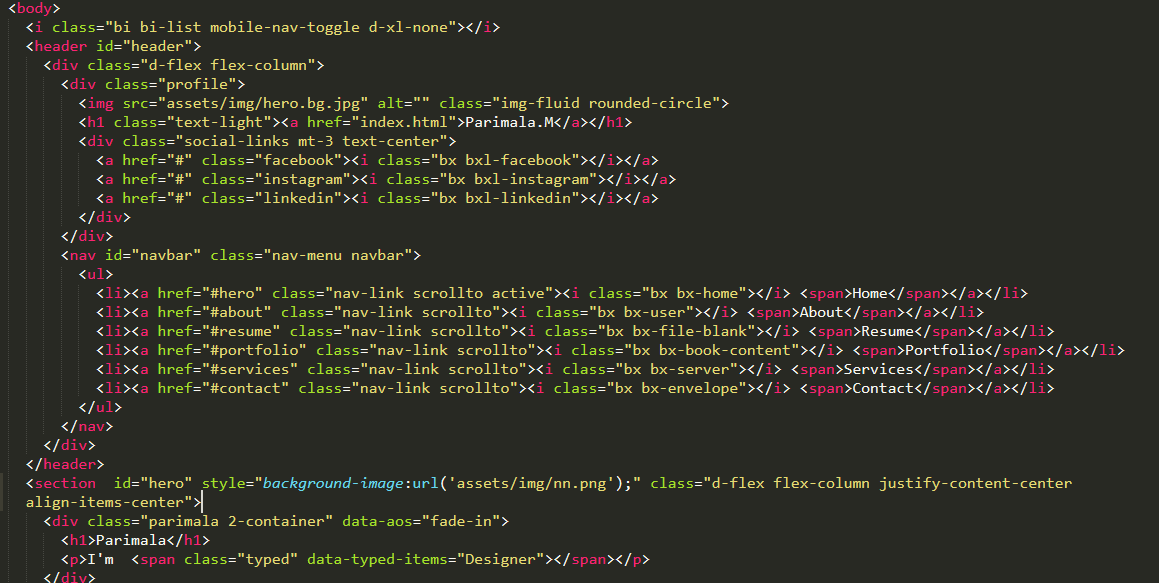 <body>
<i class="bi bi-list mobile-nav-toggle d-xl-none"></i>
<header id="header">
<div class="d-flex flex-column">
<div class="profile">
<img src="assets/img/hero.bg.jpg" alt="" class="img-fluid rounded-circle">
<h1 class="text-light"><a href="index.html">Parimala.M</a></h1>
<div class="social-links mt-3 text-center">
<a href="#" class="facebook"><i class="bx bxl-facebook"></i></a>
<a href="#" class="instagram"><i class="bx bxl-instagram"></i></a>
<a href="#" class="linkedin"><i class="bx bxl-linkedin"></i></a>
</div>
</div>
<nav id="navbar" class="nav-menu navbar">
<ul>
<li><a href="#hero" class="nav-link scrollto active"><i class="bx bx-home"></i> <span>Home</span></a></li>
<li><a href="#about" class="nav-link scrollto"><i class="bx bx-user"></i> <span>About</span></a></li>
<li><a href="#resume" class="nav-link scrollto"><i class="bx bx-file-blank"></i> <span>Resume</span></a></li>
<li><a href="#portfolio" class="nav-link scrollto"><i class="bx bx-book-content"></i> <span>Portfolio</span></a></li>
<li><a href="#services" class="nav-link scrollto"><i class="bx bx-server"></i> <span>Services</span></a></li>
<li><a href="#contact" class="nav-link scrollto"><i class="bx bx-envelope"></i> <span>Contact</span></a></li>
</ul>
</nav>
</div>
</header>
<section  id="hero" style="background-image:url('assets/img/nn.png');" class="d-flex flex-column justify-content-center
align-items-center">
<div class="parimala 2-container" data-aos="fade-in">
<h1>Parimala</h1>
<p>I'm  <span class="typed" data-typed-items="Designer"></span></p>
</div>